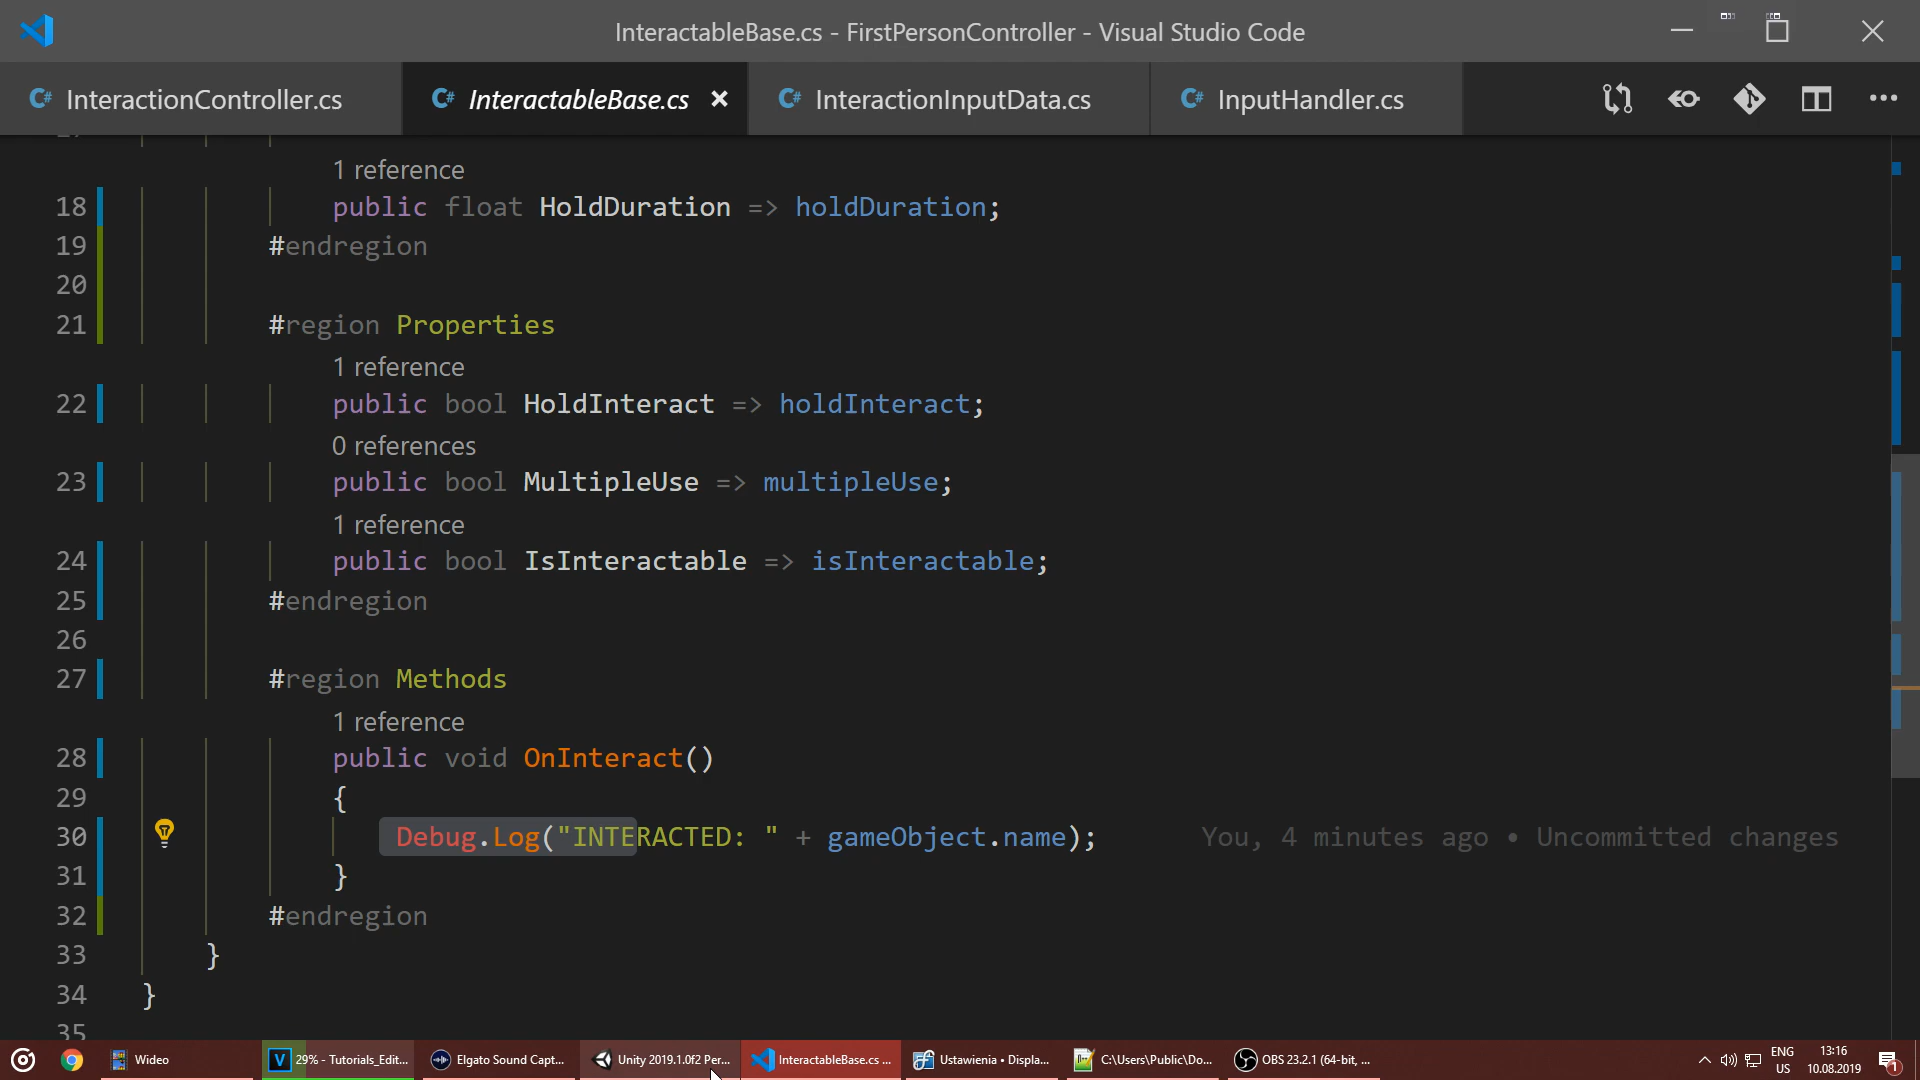 InteractableBase.cs - FirstPersonController - Visual Studio Code
InteractionController.cs
InteractableBase.cs
InteractionInputData.cs
InputHandler.cs
1 reference
18 public float HoldDuration => holdDuration;
19 #endregion
20
21 #region Properties
1 reference
22 public bool HoldInteract => holdInteract;
0 references
23 public bool MultipleUse => multipleUse;
1 reference
24 public bool IsInteractable => isInteractable;
25 #endregion
26
27 #region Methods
1 reference
28 public void OnInteract()
29 {
30 Debug.Log("INTERACTED: " + gameObject.name); You, 4 minutes ago • Uncommitted changes
31 }
32 #endregion
33 }
34 }
35
Wideo
29% - Tutorials_Edit...
Elgato Sound Capt...
Unity 2019.1.0f2 Per...
InteractableBase.cs ...
Ustawienia • Displa...
C:\Users\Public\Do...
OBS 23.2.1 (64-bit, ...
ENG
US
13:16
10.08.2019
1